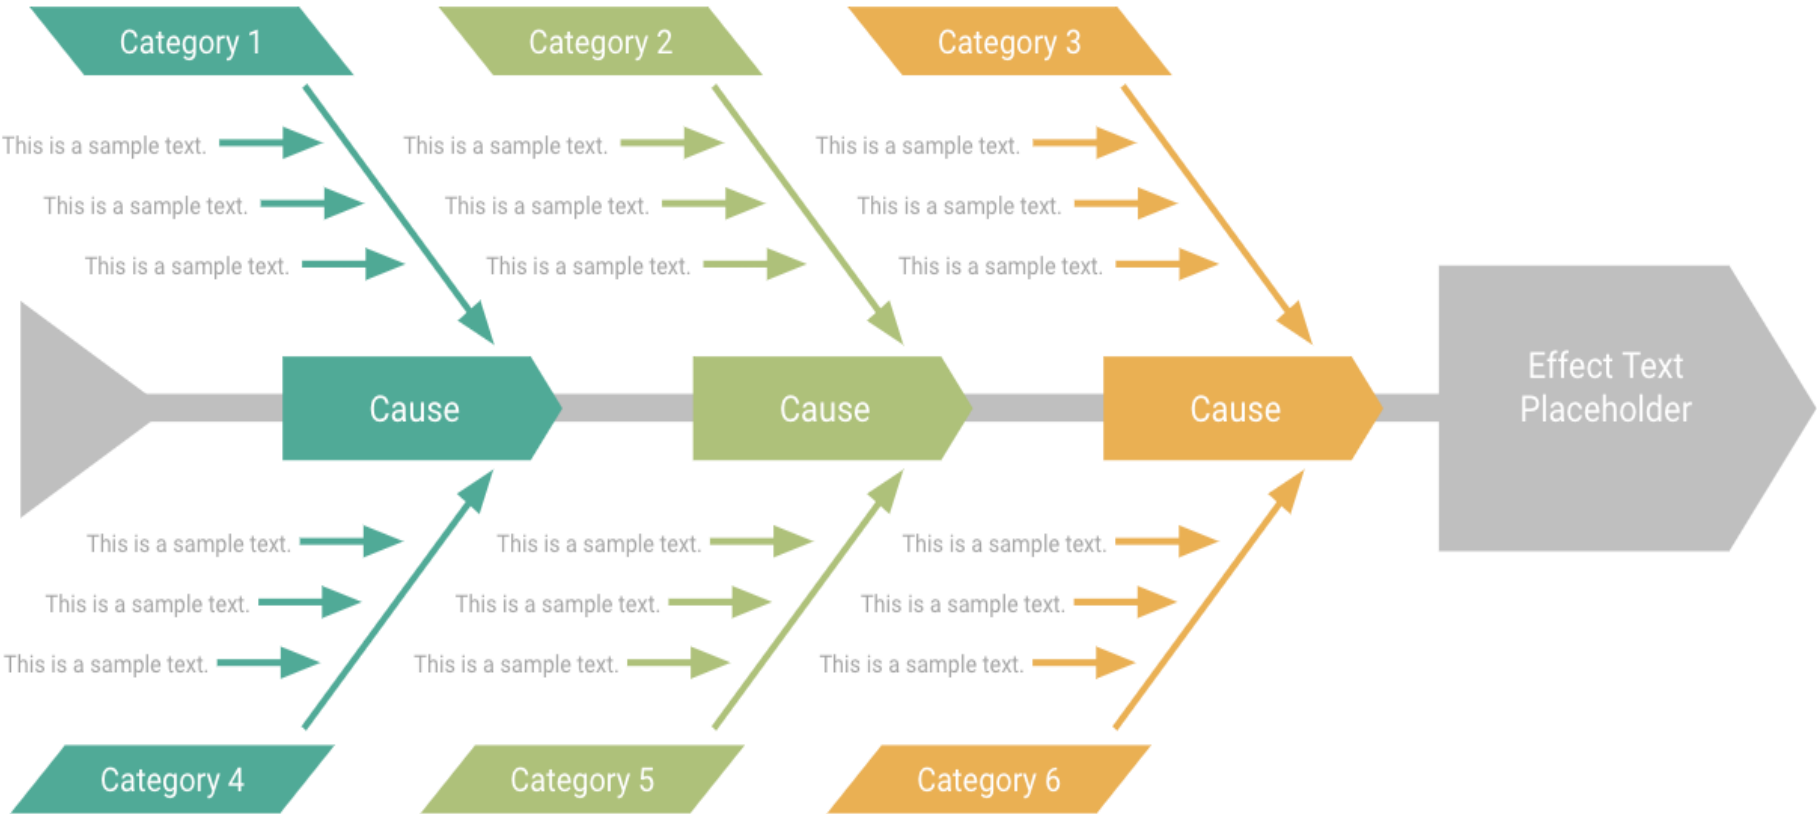 Category 1
Category 2
Category 3
This is a sample text.
This is a sample text.
This is a sample text.
This is a sample text.
This is a sample text.
This is a sample text.
This is a sample text.
This is a sample text.
This is a sample text.
Cause
Cause
Cause
Effect Text
Placeholder
This is a sample text.
This is a sample text.
This is a sample text.
This is a sample text.
This is a sample text.
This is a sample text.
This is a sample text.
This is a sample text.
This is a sample text.
Category 4
Category 5
Category 6